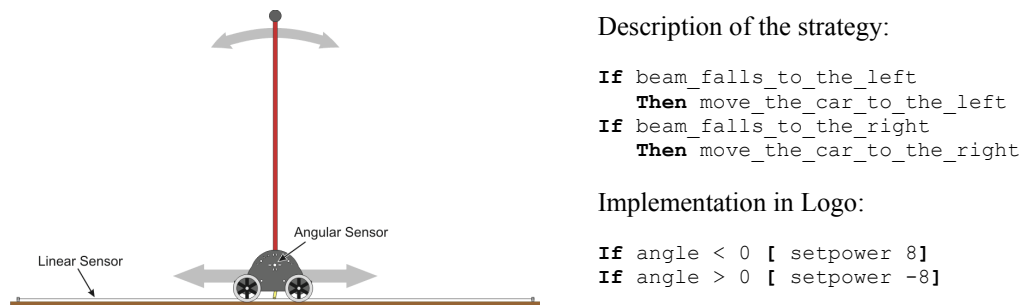 Description of the strategy:
If beam_falls_to_the_left
Then move_the_car_to_the_left
If beam_falls_to_the_right
Then move_the_car_to_the_right
Implementation in Logo:
If angle < 0 [ setpower 8]
If angle > 0 [ setpower -8]
Angular Sensor
Linear Sensor